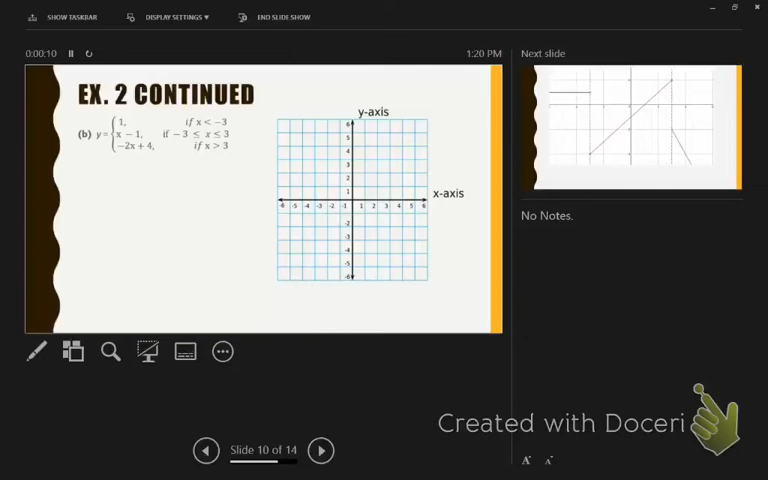 SHOW TASKBAR DISPLAY SETTINGS ▼ END SLIDE SHOW
0:00:10 1:20 PM
Next slide
EX. 2 CONTINUED
y-axis
1, if x < −3
(b) y= x − 1, if − 3 ≤ x ≤ 3
−2x + 4, if x > 3
6
5
4
3
2
1
x-axis
-6 -5 -4 -3 -2 -1 1 2 3 4 5 6
-2
-3
-4
-5
-6
No Notes.
Created with Doceri
Slide 10 of 14
A A